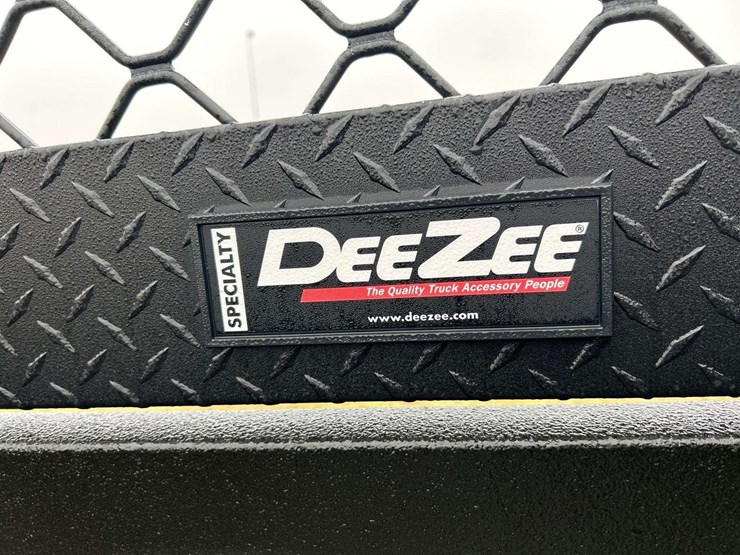 SPECIALTY
DEEZEE®
The Quality Truck Accessory People
www.deezee.com